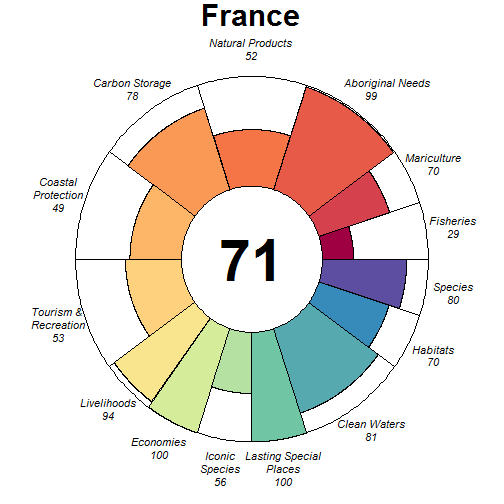 France
Natural Products
52
Carbon Storage
78
Aboriginal Needs
99
Mariculture
70
Coastal
Protection
49
Fisheries
29
71
Species
80
Tourism &
Recreation
53
Habitats
70
Livelihoods
94
Clean Waters
81
Economies
100
Iconic
Species
56
Lasting Special
Places
100